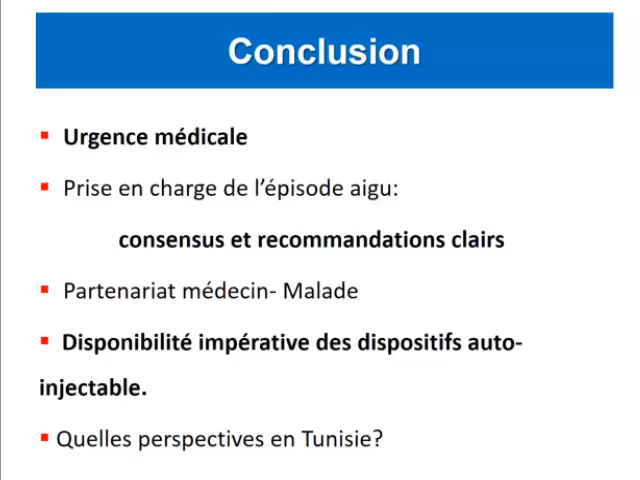 Conclusion
Urgence médicale
Prise en charge de l'épisode aigu:
consensus et recommandations clairs
Partenariat médecin- Malade
Disponibilité impérative des dispositifs auto-
injectable.
Quelles perspectives en Tunisie?